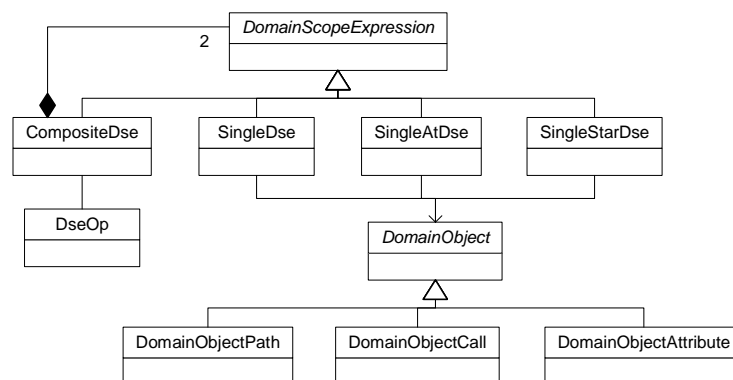 DomainScopeExpression
2
CompositeDse
SingleDse
SingleAtDse
SingleStarDse
DseOp
DomainObject
DomainObjectPath
DomainObjectCall
DomainObjectAttribute